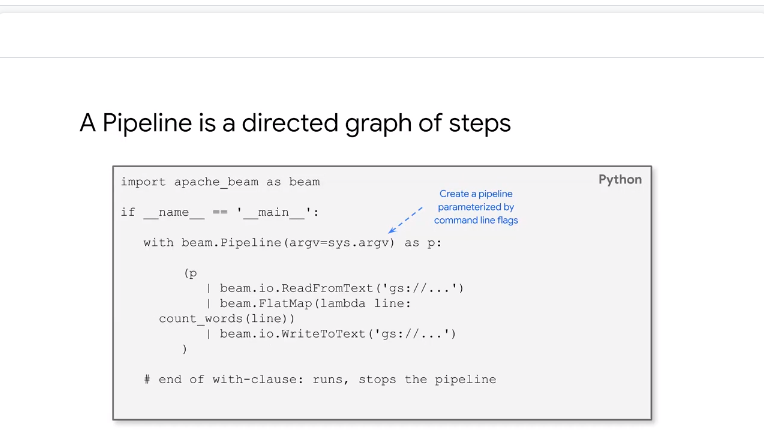 A Pipeline is a directed graph of steps
Python
import apache_beam as beam
Create a pipeline
parameterized by
command line flags
if __name__ == '__main__':
with beam.Pipeline(argv=sys.argv) as p:
(p
| beam.io.ReadFromText('gs://...')
| beam.FlatMap(lambda line:
count_words(line))
| beam.io.WriteToText('gs://...')
)
# end of with-clause: runs, stops the pipeline